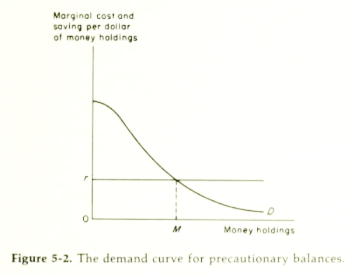 Marginal cost and
saving per dollar
of money holdings
r
D
O
M
Money holdings
Figure 5-2. The demand curve for precautionary balances.